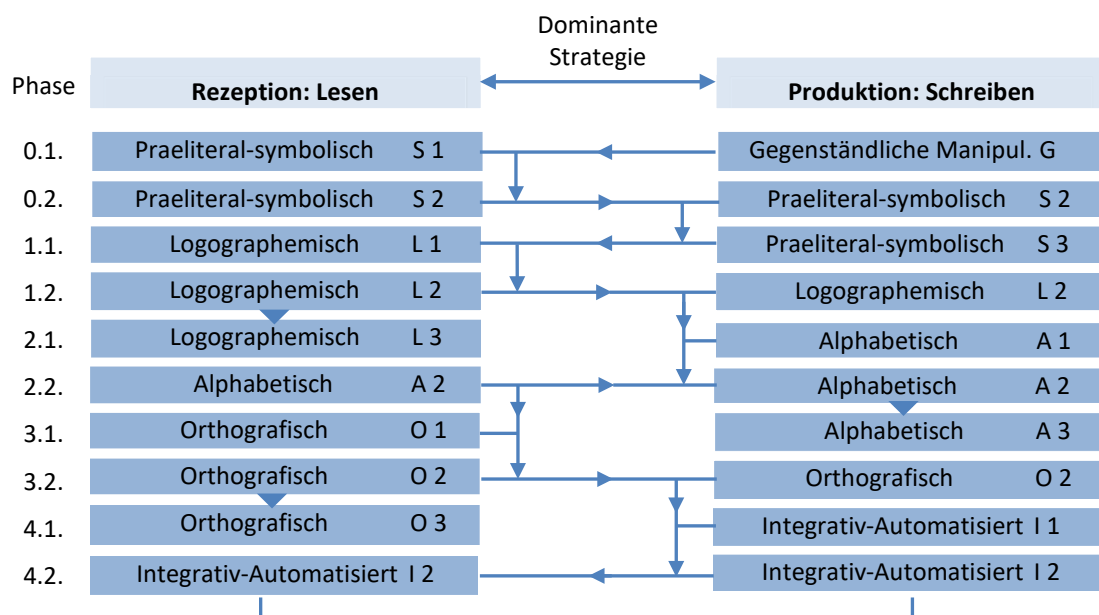 Dominante
Strategie
Phase Rezeption: Lesen Produktion: Schreiben
0.1. Praeliteral-symbolisch S 1 Gegenständliche Manipul. G
0.2. Praeliteral-symbolisch S 2 Praeliteral-symbolisch S 2
1.1. Logographemisch L 1 Praeliteral-symbolisch S 3
1.2. Logographemisch L 2 Logographemisch L 2
2.1. Logographemisch L 3 Alphabetisch A 1
2.2. Alphabetisch A 2 Alphabetisch A 2
3.1. Orthografisch O 1 Alphabetisch A 3
3.2. Orthografisch O 2 Orthografisch O 2
4.1. Orthografisch O 3 Integrativ-Automatisiert I 1
4.2. Integrativ-Automatisiert I 2 Integrativ-Automatisiert I 2